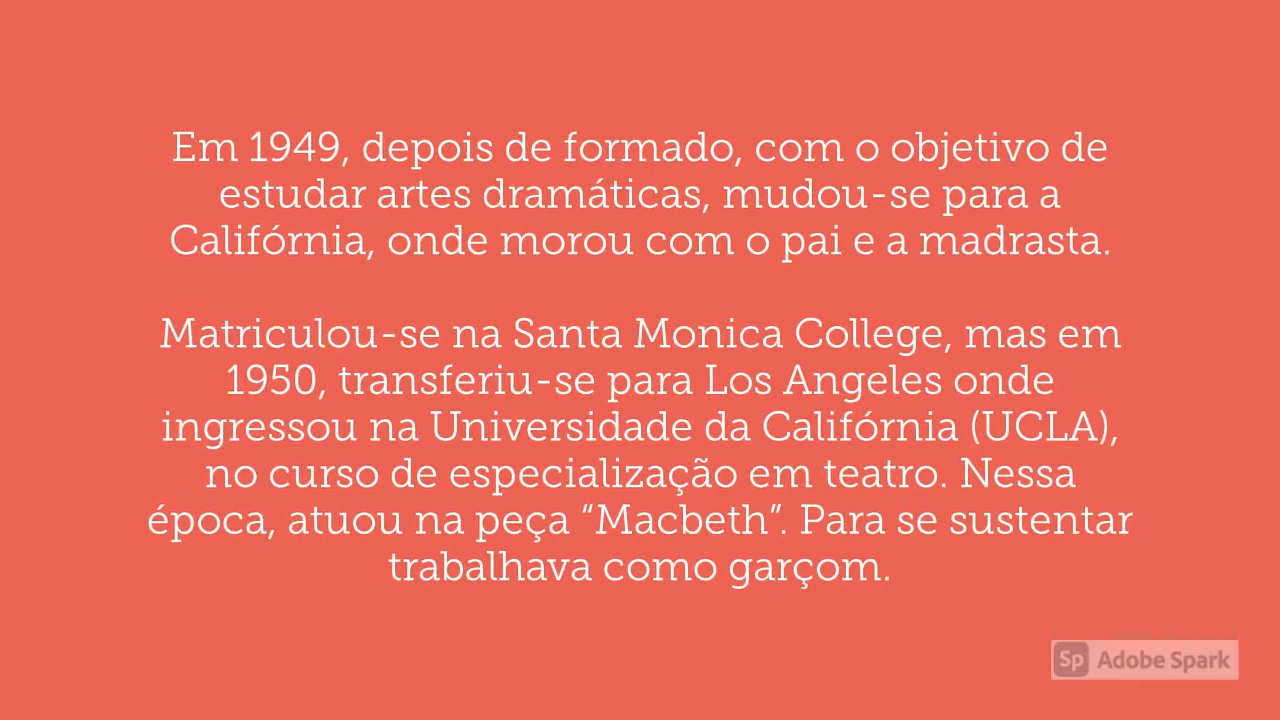 Em 1949, depois de formado, com o objetivo de
estudar artes dramáticas, mudou-se para a
Califórnia, onde morou com o pai e a madrasta.
Matriculou-se na Santa Monica College, mas em
1950, transferiu-se para Los Angeles onde
ingressou na Universidade da Califórnia (UCLA),
no curso de especialização em teatro. Nessa
época, atuou na peça “Macbeth”. Para se sustentar
trabalhava como garçom.
Sp Adobe Spark